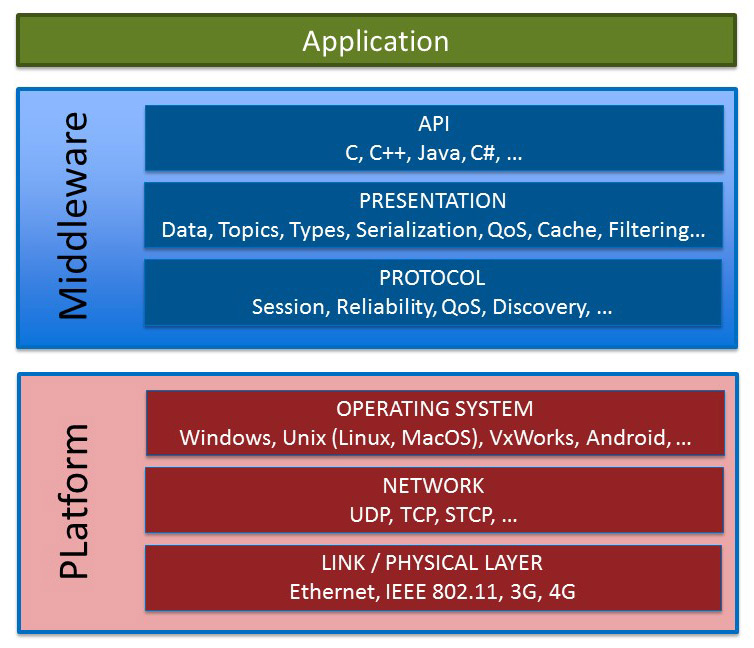 Application
Middleware
API
C, C++, Java, C#, ...
PRESENTATION
Data, Topics, Types, Serialization, QoS, Cache, Filtering...
PROTOCOL
Session, Reliability, QoS, Discovery, ...
PLatform
OPERATING SYSTEM
Windows, Unix (Linux, MacOS), VxWorks, Android, ...
NETWORK
UDP, TCP, STCP, ...
LINK / PHYSICAL LAYER
Ethernet, IEEE 802.11, 3G, 4G